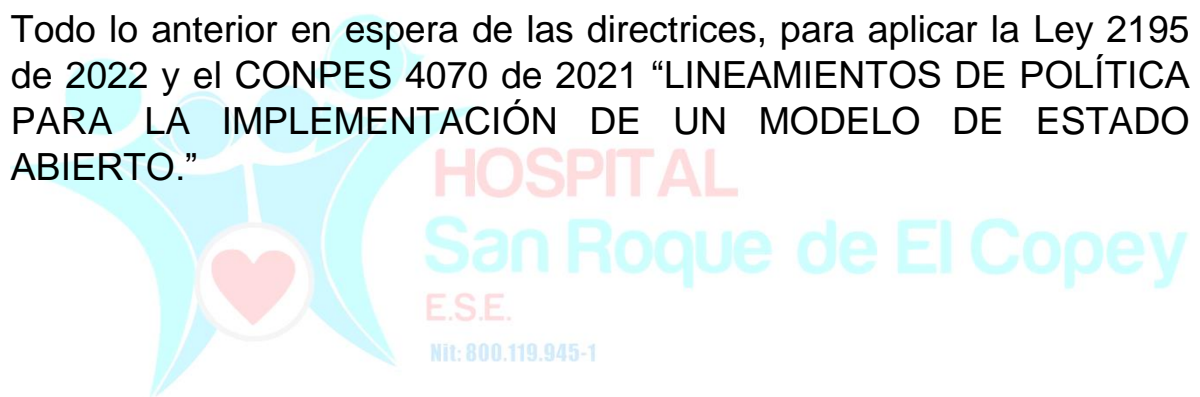 Todo lo anterior en espera de las directrices, para aplicar la Ley 2195
de 2022 y el CONPES 4070 de 2021 “LINEAMIENTOS DE POLÍTICA
PARA LA IMPLEMENTACIÓN DE UN MODELO DE ESTADO
ABIERTO.”
HOSPITAL
San Roque de El Copey
E.S.E.
Nit: 800.119.945-1